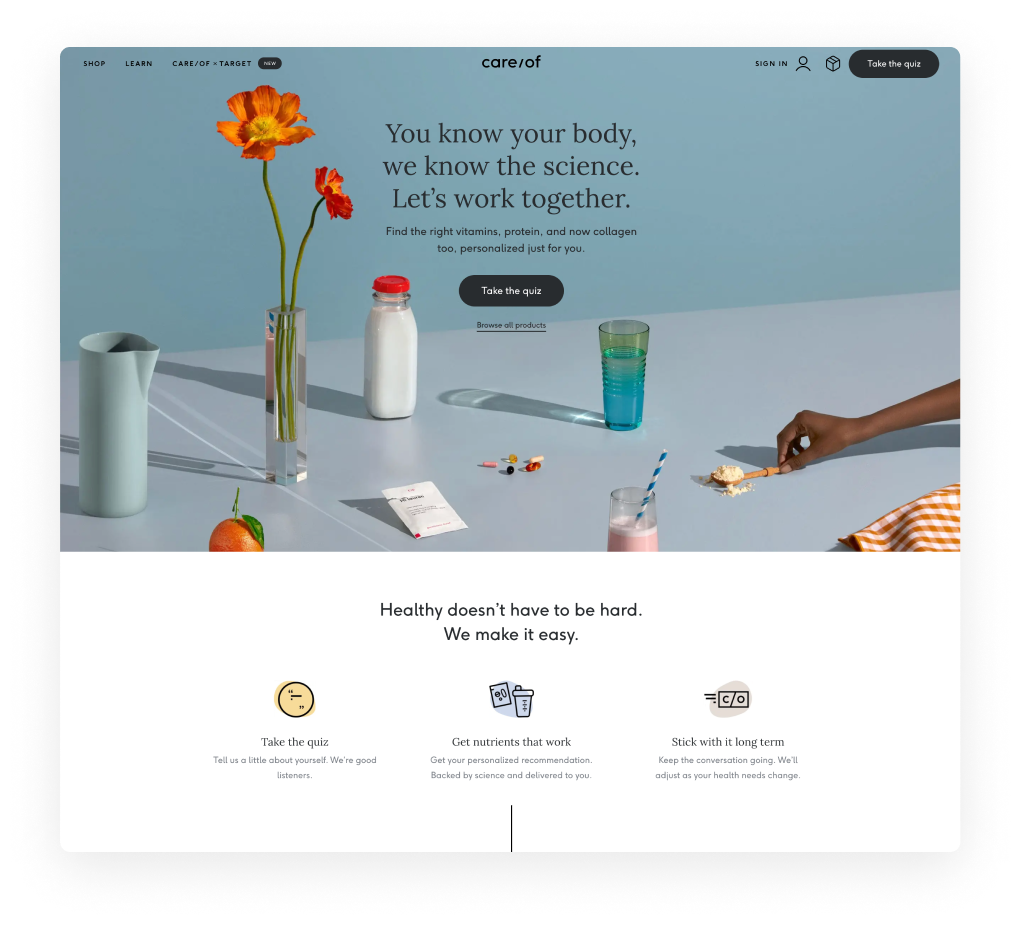 SHOP
LEARN
CARE/OF × TARGET
NEW
care/of
SIGN IN
Take the quiz
You know your body,
we know the science.
Let’s work together.
Find the right vitamins, protein, and now collagen
too, personalized just for you.
Take the quiz
Browse all products
Healthy doesn’t have to be hard.
We make it easy.
c/o
Take the quiz
Tell us a little about yourself. We’re good
listeners.
Get nutrients that work
Get your personalized recommendation.
Backed by science and delivered to you.
Stick with it long term
Keep the conversation going. We’ll
adjust as your health needs change.